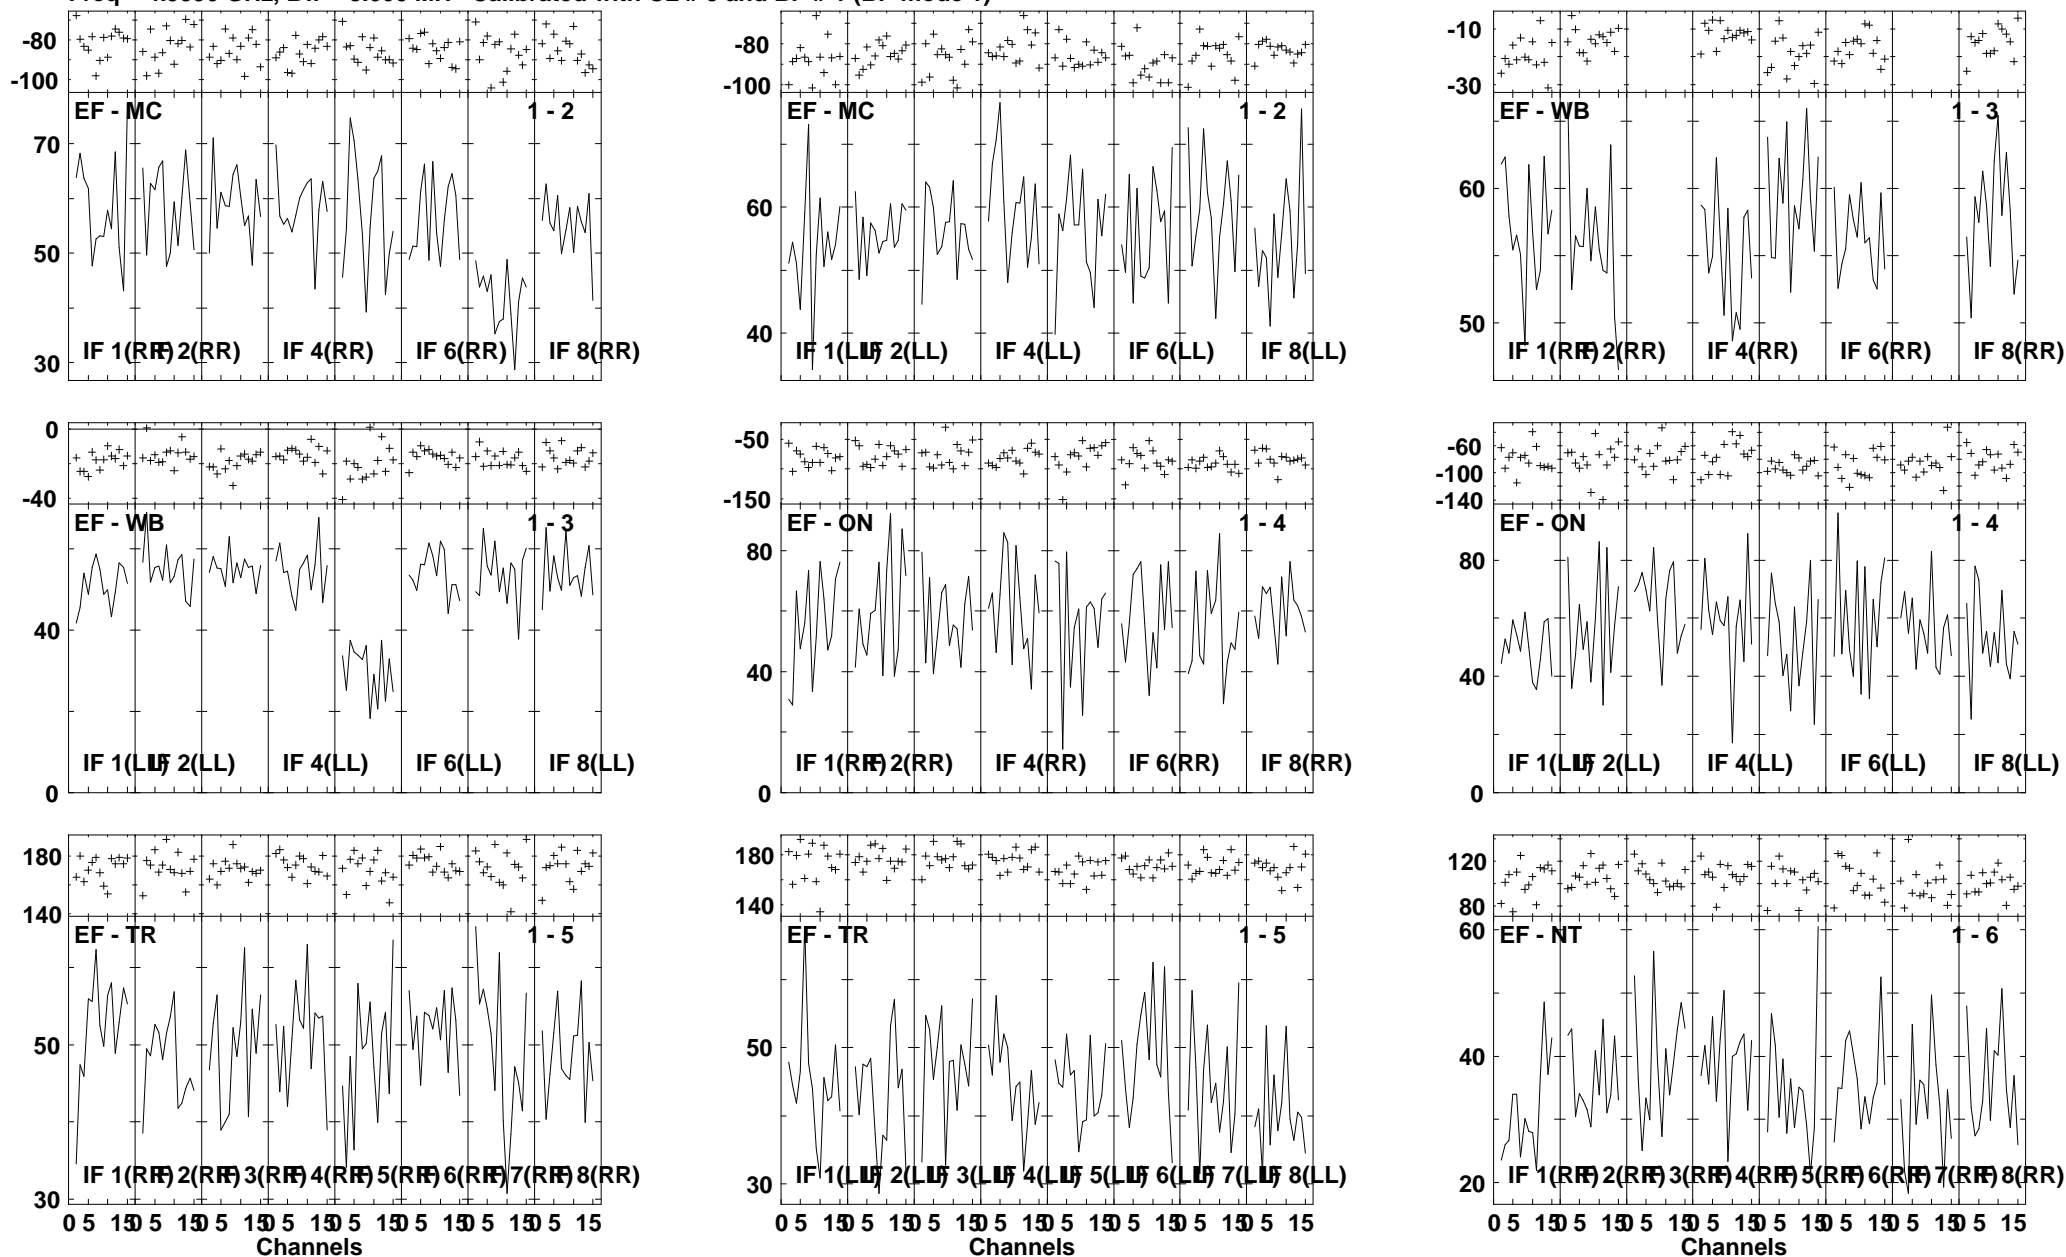 -80
-100
EF - MC 1 - 2
70
50
30
IF 1(RR) IF 2(RR) IF 4(RR) IF 6(RR) IF 8(RR)
-80
-100
EF - MC 1 - 2
60
40
IF 1(LL) IF 2(LL) IF 4(LL) IF 6(LL) IF 8(LL)
-10
-30
EF - WB 1 - 3
60
50
IF 1(RR) IF 2(RR) IF 4(RR) IF 6(RR) IF 8(RR)
0
-40
EF - WB 1 - 3
40
0
IF 1(LL) IF 2(LL) IF 4(LL) IF 6(LL) IF 8(LL)
-50
-150
EF - ON 1 - 4
80
40
0
IF 1(RR) IF 2(RR) IF 4(RR) IF 6(RR) IF 8(RR)
-60
-100
-140
EF - ON 1 - 4
80
40
0
IF 1(LL) IF 2(LL) IF 4(LL) IF 6(LL) IF 8(LL)
180
140
EF - TR 1 - 5
50
30
IF 1(RR) IF 2(RR) IF 3(RR) IF 4(RR) IF 5(RR) IF 6(RR) IF 7(RR) IF 8(RR)
0 5 15 0 5 15 0 5 15 0 5 15 0 5 15 0 5 15 0 5 15 0 5 15
Channels
180
140
EF - TR 1 - 5
50
30
IF 1(LL) IF 2(LL) IF 3(LL) IF 4(LL) IF 5(LL) IF 6(LL) IF 7(LL) IF 8(LL)
0 5 15 0 5 15 0 5 15 0 5 15 0 5 15 0 5 15 0 5 15 0 5 15
Channels
120
80
EF - NT 1 - 6
60
40
20
IF 1(RR) IF 2(RR) IF 3(RR) IF 4(RR) IF 5(RR) IF 6(RR) IF 7(RR) IF 8(RR)
0 5 15 0 5 15 0 5 15 0 5 15 0 5 15 0 5 15 0 5 15 0 5 15
Channels